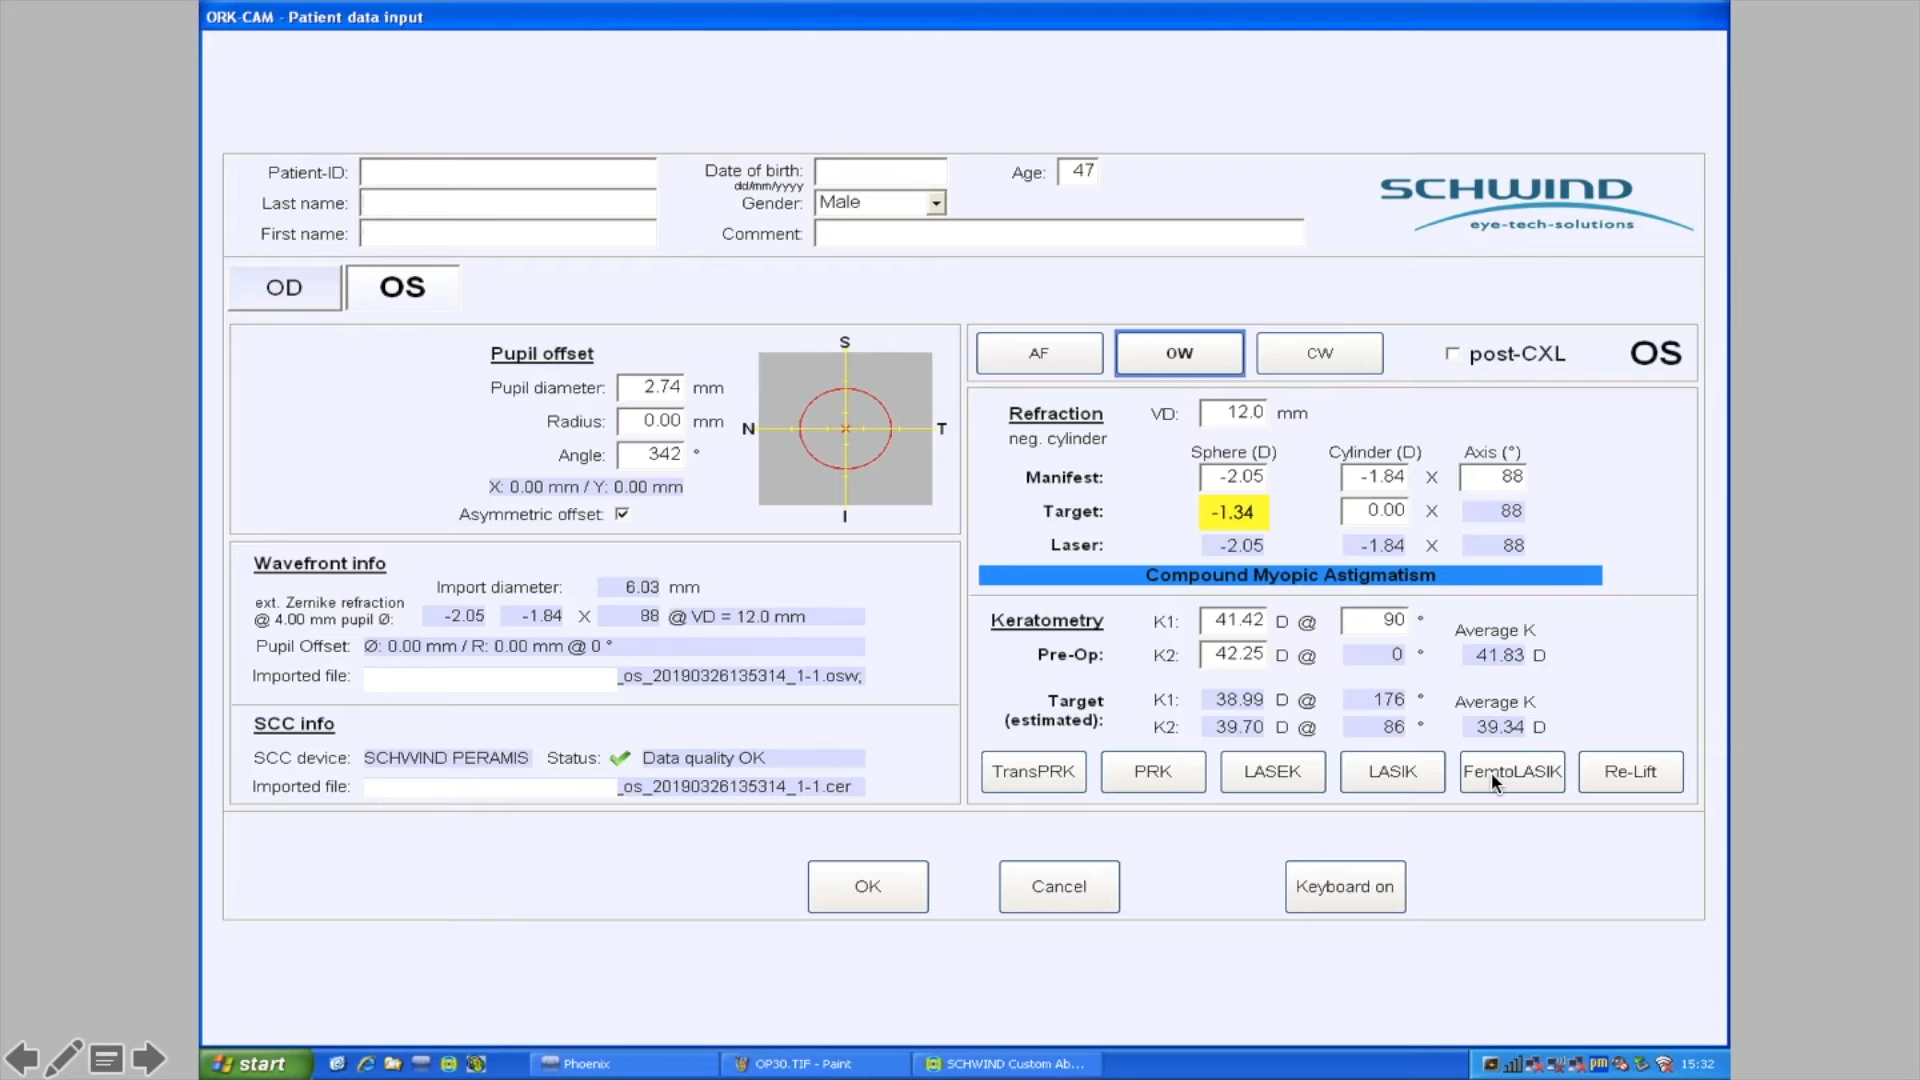 ORK-CAM - Patient data input
Patient-ID:
Last name:
First name:
Date of birth:
dd/mm/yyyy
Gender: Male
Comment:
Age: 47
SCHWIND
eye-tech-solutions
OD
OS
Pupil offset
Pupil diameter: 2.74 mm
Radius: 0.00 mm
Angle: 342 °
X: 0.00 mm / Y: 0.00 mm
Asymmetric offset:
S
N
T
I
Wavefront info
Import diameter: 6.03 mm
ext. Zernike refraction
@ 4.00 mm pupil Ø: -2.05 -1.84 X 88 @ VD = 12.0 mm
Pupil Offset: Ø: 0.00 mm / R: 0.00 mm @ 0 °
Imported file: _os_20190326135314_1-1.osw,
SCC info
SCC device: SCHWIND PERAMIS Status: Data quality OK
Imported file: _os_20190326135314_1-1.cer
AF
OW
CW
post-CXL
OS
Refraction VD: 12.0 mm
neg. cylinder
Sphere (D) Cylinder (D) Axis (°)
Manifest: -2.05 -1.84 X 88
Target: -1.34 0.00 X 88
Laser: -2.05 -1.84 X 88
Compound Myopic Astigmatism
Keratometry K1: 41.42 D @ 90 °
Average K
Pre-Op: K2: 42.25 D @ 0 ° 41.83 D
Target K1: 38.99 D @ 176 ° Average K
(estimated): K2: 39.70 D @ 86 ° 39.34 D
TransPRK
PRK
LASEK
LASIK
FemtoLASIK
Re-Lift
OK
Cancel
Keyboard on
start
Phoenix
OP30.TIF - Paint
SCHWIND Custom Ab...
pm
15:32